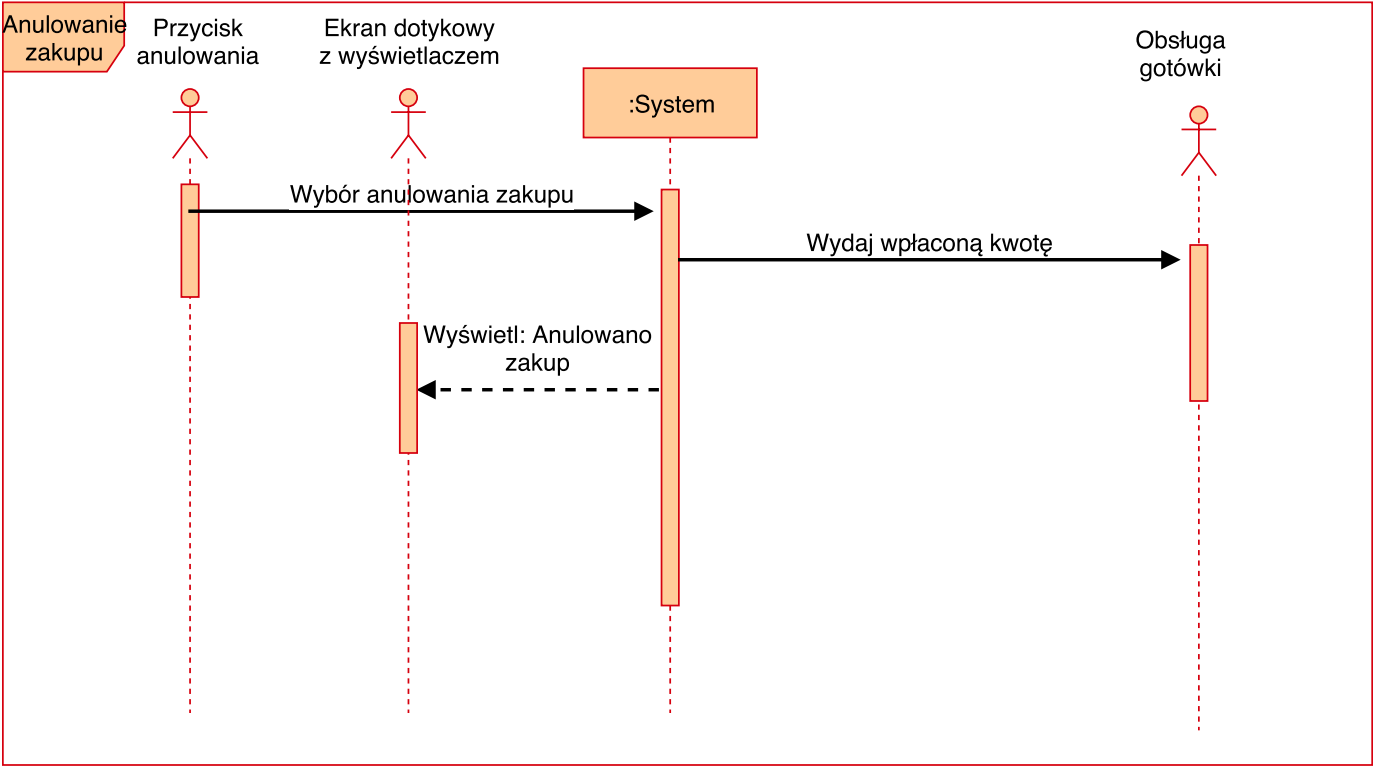 Anulowanie
zakupu
Przycisk
anulowania
Ekran dotykowy
z wyświetlaczem
:System
Obsługa
gotówki
Wybór anulowania zakupu
Wydaj wpłaconą kwotę
Wyświetl: Anulowano
zakup